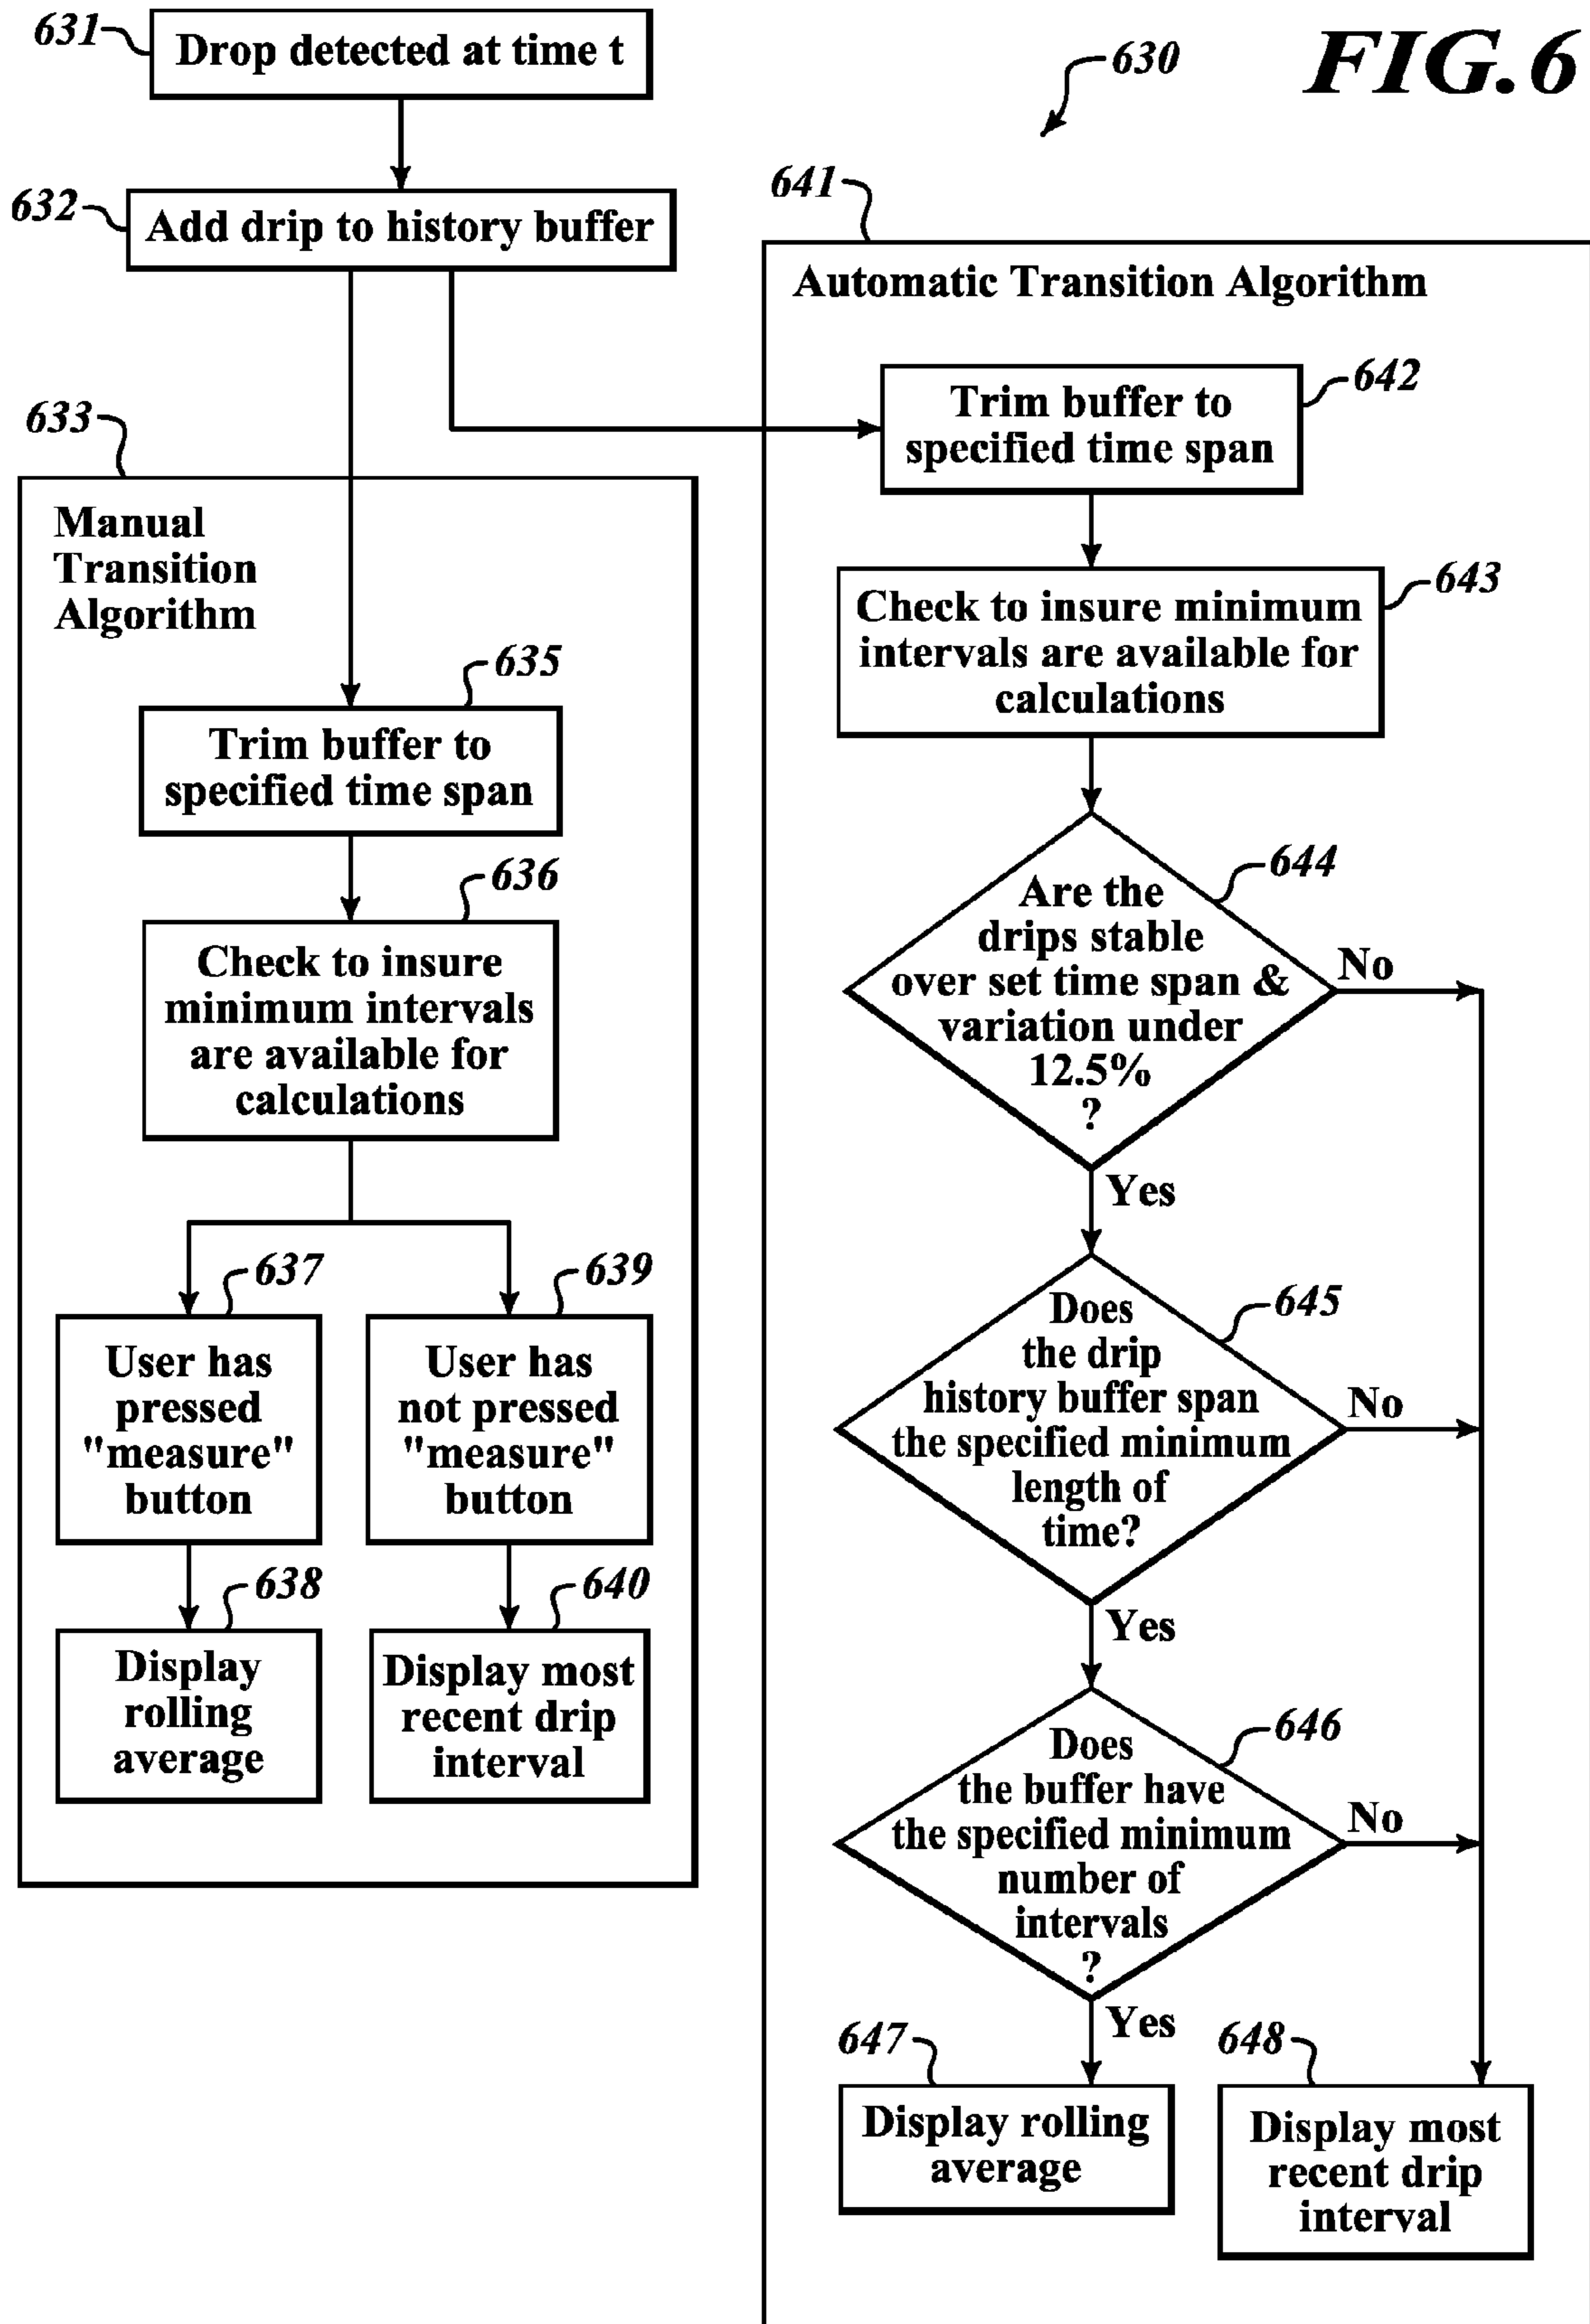 FIG.6
630
631
Drop detected at time t
632
Add drip to history buffer
633
Manual
Transition
Algorithm
635
Trim buffer to
specified time span
636
Check to insure
minimum intervals
are available for
calculations
637
User has
pressed
"measure"
button
638
Display
rolling
average
639
User has
not pressed
"measure"
button
640
Display most
recent drip
interval
641
Automatic Transition Algorithm
642
Trim buffer to
specified time span
643
Check to insure minimum
intervals are available for
calculations
644
Are the
drips stable
over set time span &
variation under
12.5%
?
No
Yes
645
Does
the drip
history buffer span
the specified minimum
length of
time?
No
Yes
646
Does
the buffer have
the specified minimum
number of
intervals
?
No
Yes
647
Display rolling
average
648
Display most
recent drip
interval